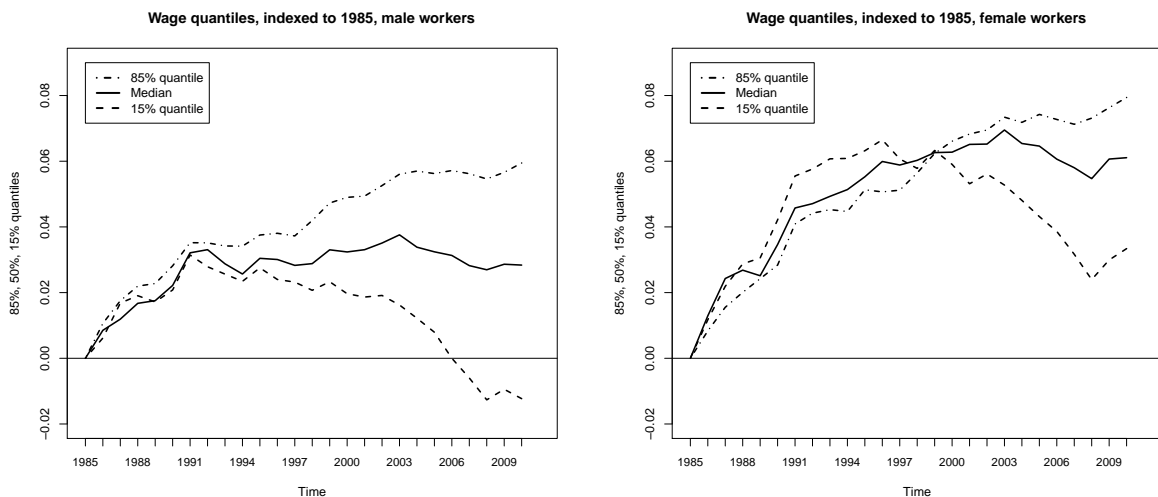 Wage quantiles, indexed to 1985, male workers
85%, 50%, 15% quantiles
0.08
0.06
0.04
0.02
0.00
−0.02
85% quantile
Median
15% quantile
1985 1988 1991 1994 1997 2000 2003 2006 2009
Time
Wage quantiles, indexed to 1985, female workers
85%, 50%, 15% quantiles
0.08
0.06
0.04
0.02
0.00
−0.02
85% quantile
Median
15% quantile
1985 1988 1991 1994 1997 2000 2003 2006 2009
Time